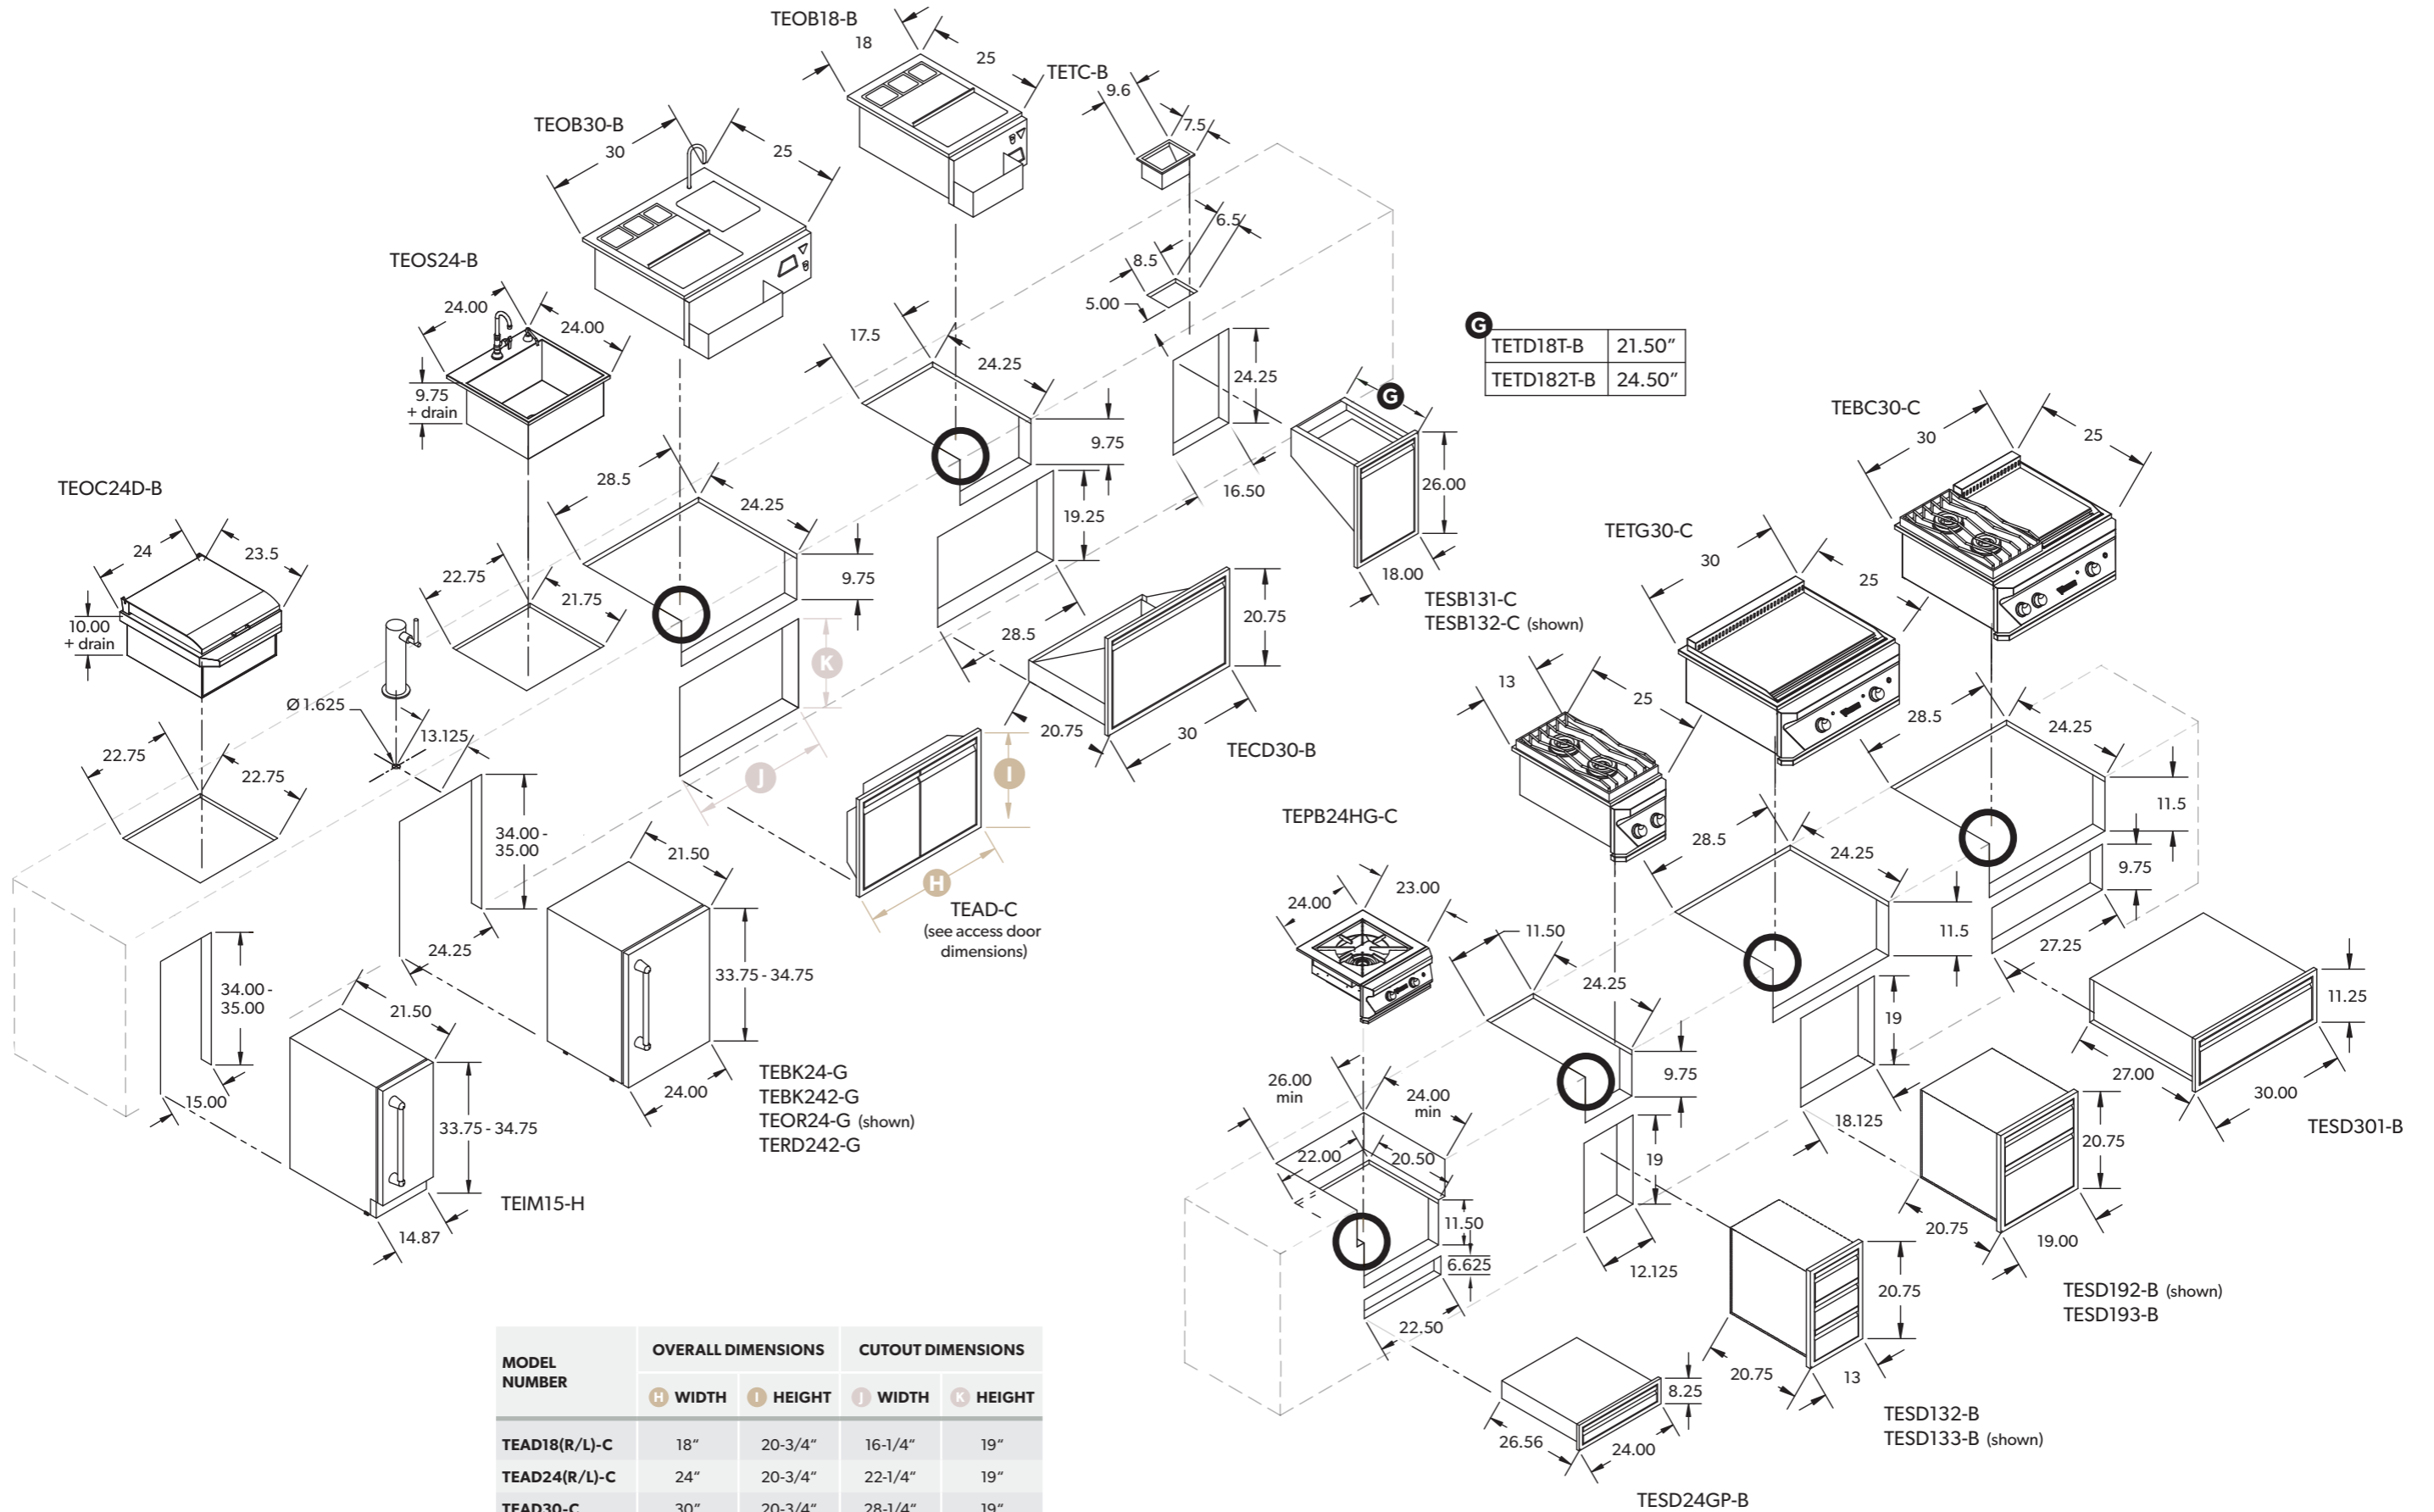 TEOB18-B
18
25
TETC-B
9.6
7.5
TEOB30-B
30
25
6.5
8.5
5.00
TEOS24-B
24.00
24.00
9.75
+ drain
17.5
24.25
24.25
9.75
G
TETD18T-B 21.50"
TETD182T-B 24.50"
G
26.00
18.00
16.50
TEBC30-C
30
25
TEOC24D-B
24
23.5
10.00
+ drain
28.5
24.25
9.75
19.25
28.5
22.75
21.75
Ø 1.625
13.125
22.75
22.75
K
J
I
H
20.75
20.75
30
TECD30-B
TESB131-C
TESB132-C (shown)
13
25
TETG30-C
30
25
28.5
24.25
11.5
9.75
27.25
TEPB24HG-C
24.00
23.00
28.5
24.25
11.5
19
18.125
11.50
24.25
9.75
19
12.125
34.00 -
35.00
24.25
21.50
33.75 - 34.75
24.00
TEBK24-G
TEBK242-G
TEOR24-G (shown)
TERD242-G
TEAD-C
(see access door
dimensions)
34.00 -
35.00
15.00
21.50
33.75 - 34.75
14.87
TEIM15-H
26.00
min
24.00
min
22.00
20.50
11.50
6.625
22.50
11.25
27.00
30.00
TESD301-B
20.75
20.75
19.00
TESD192-B (shown)
TESD193-B
20.75
20.75
13
TESD132-B
TESD133-B (shown)
8.25
26.56
24.00
TESD24GP-B
MODEL
NUMBER
OVERALL DIMENSIONS CUTOUT DIMENSIONS
H WIDTH I HEIGHT J WIDTH K HEIGHT
TEAD18(R/L)-C 18" 20-3/4" 16-1/4" 19"
TEAD24(R/L)-C 24" 20-3/4" 22-1/4" 19"
TEAD30-C 30" 20-3/4" 28-1/4" 19"